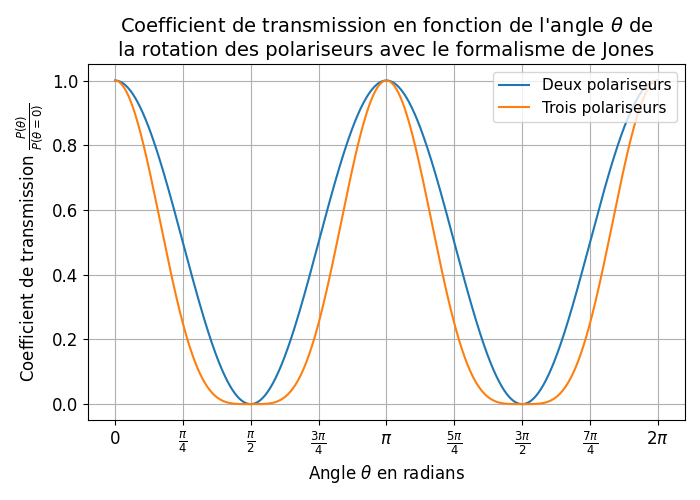 Coefficient de transmission en fonction de l'angle θ de
la rotation des polariseurs avec le formalisme de Jones
Deux polariseurs
Trois polariseurs
Coefficient de transmission P(θ)/P(θ = 0)
1.0
0.8
0.6
0.4
0.2
0.0
0 π/4 π/2 3π/4 π 5π/4 3π/2 7π/4 2π
Angle θ en radians